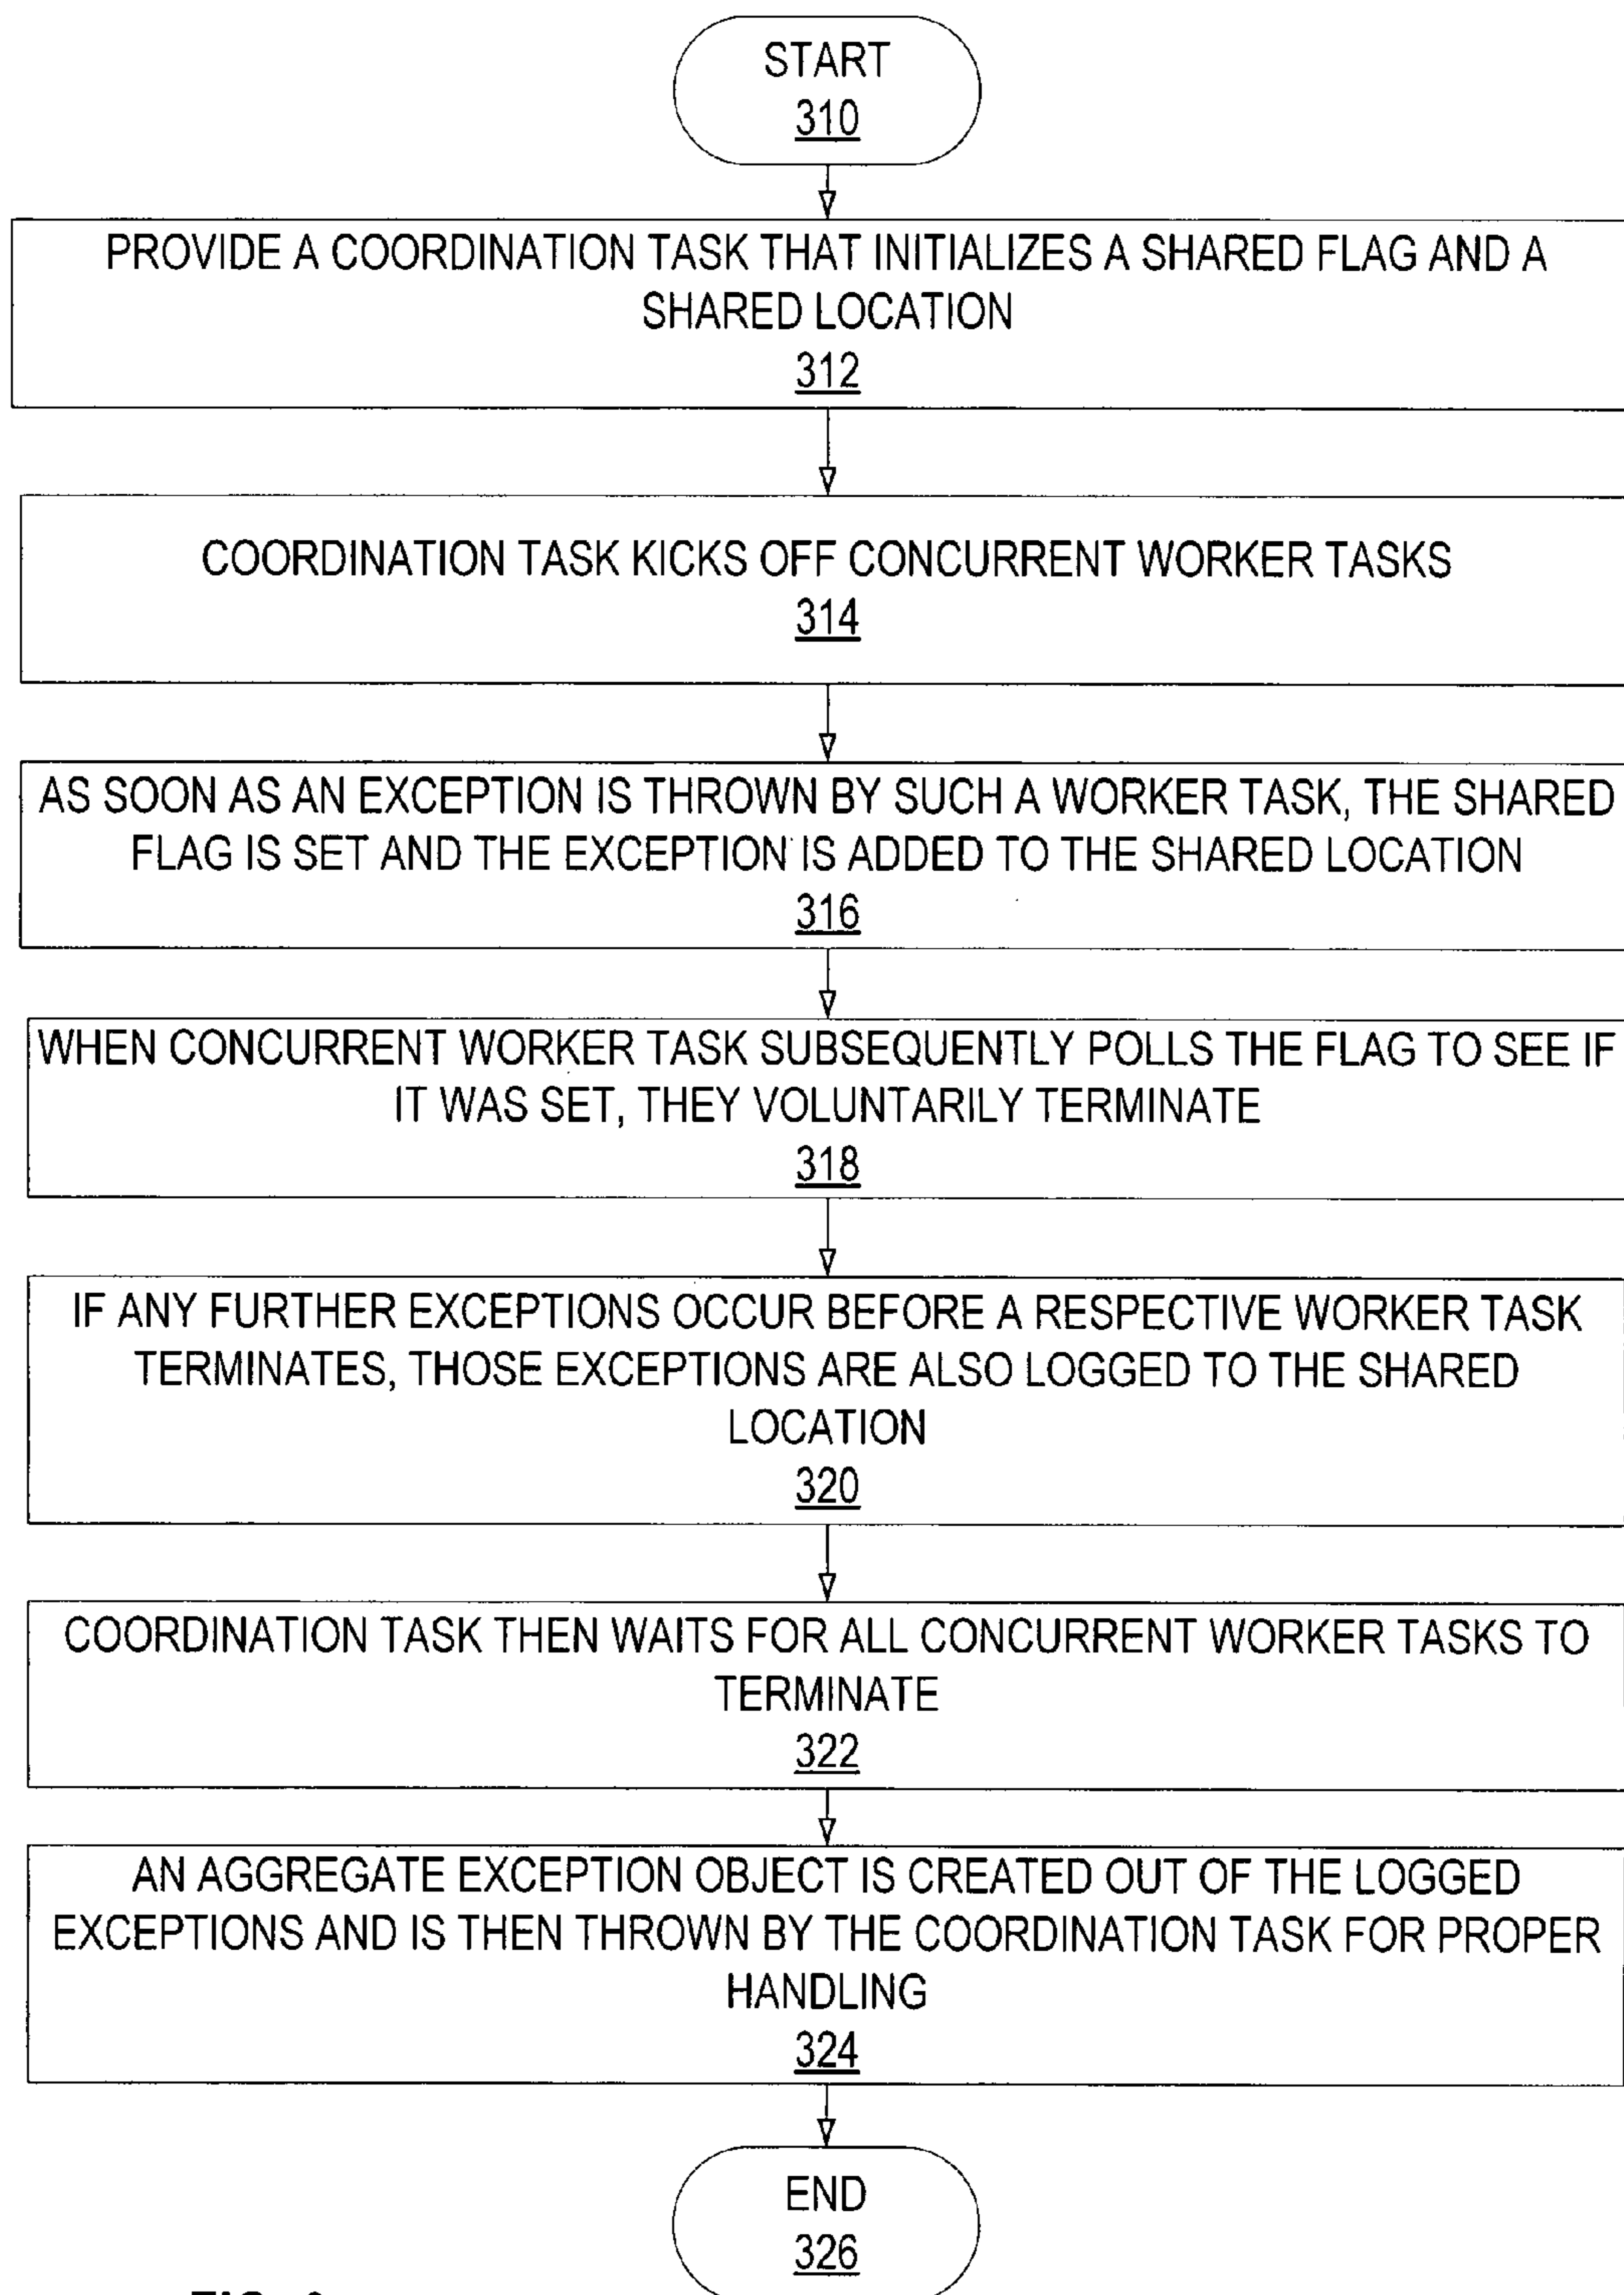 START
310
PROVIDE A COORDINATION TASK THAT INITIALIZES A SHARED FLAG AND A
SHARED LOCATION
312
COORDINATION TASK KICKS OFF CONCURRENT WORKER TASKS
314
AS SOON AS AN EXCEPTION IS THROWN BY SUCH A WORKER TASK, THE SHARED
FLAG IS SET AND THE EXCEPTION IS ADDED TO THE SHARED LOCATION
316
WHEN CONCURRENT WORKER TASK SUBSEQUENTLY POLLS THE FLAG TO SEE IF
IT WAS SET, THEY VOLUNTARILY TERMINATE
318
IF ANY FURTHER EXCEPTIONS OCCUR BEFORE A RESPECTIVE WORKER TASK
TERMINATES, THOSE EXCEPTIONS ARE ALSO LOGGED TO THE SHARED
LOCATION
320
COORDINATION TASK THEN WAITS FOR ALL CONCURRENT WORKER TASKS TO
TERMINATE
322
AN AGGREGATE EXCEPTION OBJECT IS CREATED OUT OF THE LOGGED
EXCEPTIONS AND IS THEN THROWN BY THE COORDINATION TASK FOR PROPER
HANDLING
324
END
326